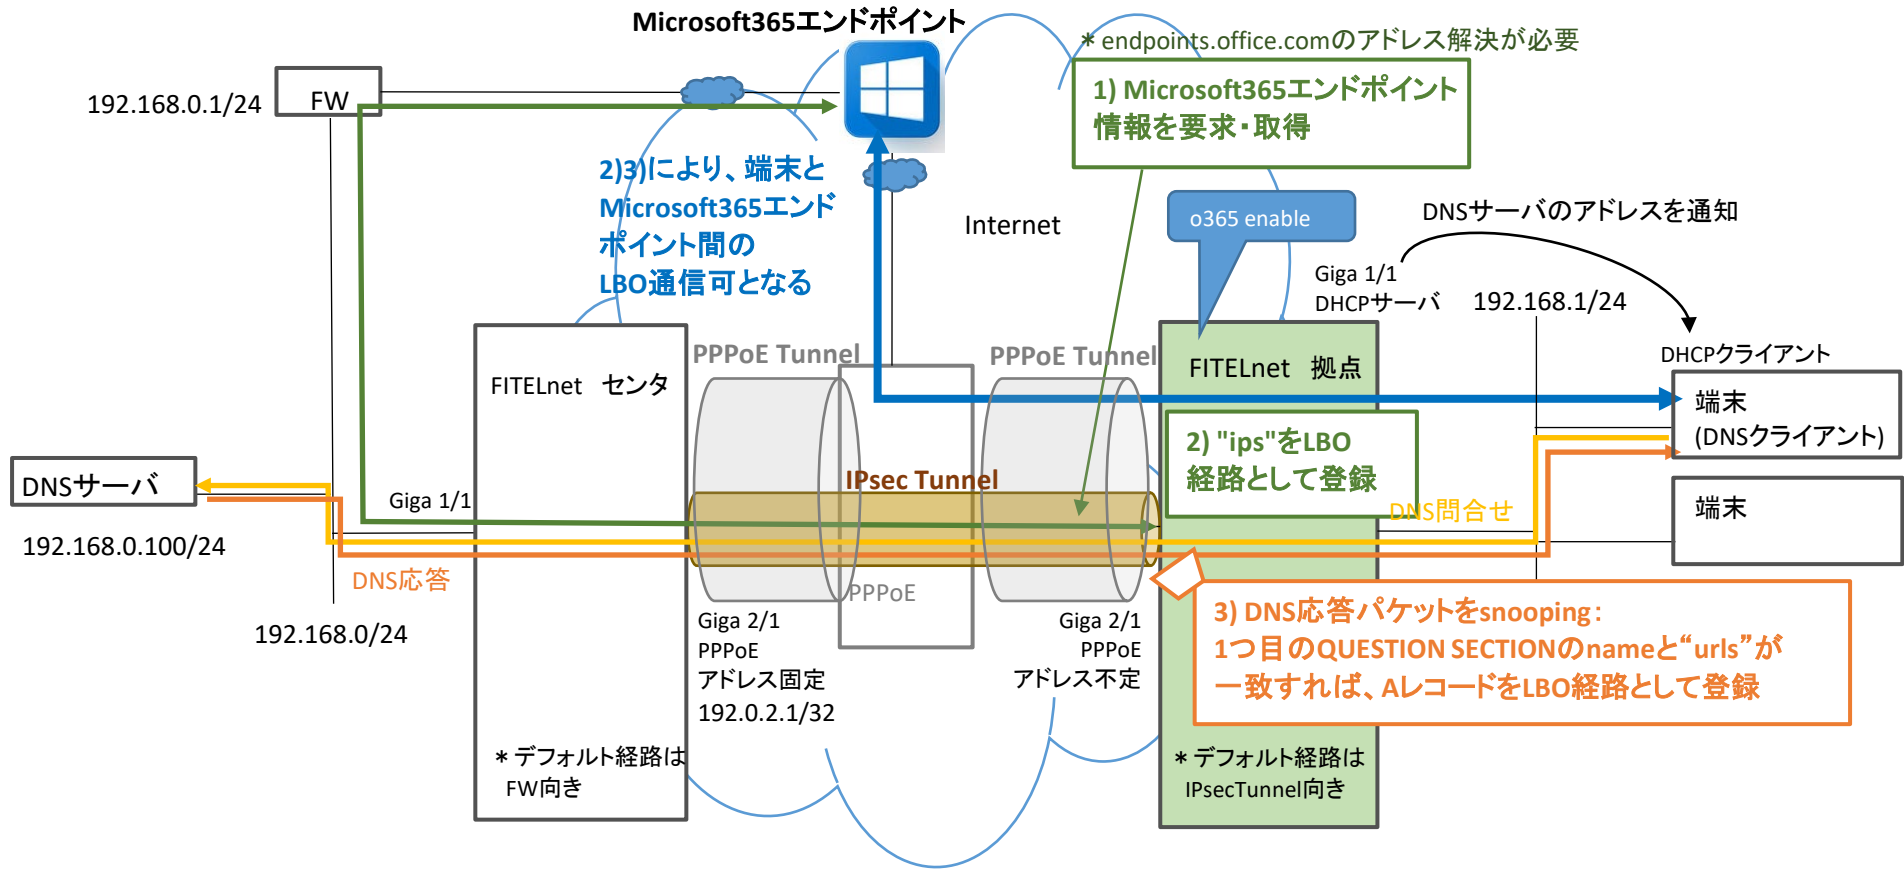 Microsoft365エンドポイント
＊endpoints.office.comのアドレス解決が必要
1) Microsoft365エンドポイント
情報を要求・取得
FW
192.168.0.1/24
2)3)により、端末と
Microsoft365エンド
ポイント間の
LBO通信可となる
Internet
o365 enable
DNSサーバのアドレスを通知
Giga 1/1
DHCPサーバ
192.168.1/24
DHCPクライアント
PPPoE Tunnel
PPPoE Tunnel
FITELnet　センタ
FITELnet　拠点
端末
(DNSクライアント)
2) "ips"をLBO
経路として登録
IPsec Tunnel
DNSサーバ
Giga 1/1
DNS問合せ
端末
192.168.0.100/24
DNS応答
PPPoE
192.168.0/24
Giga 2/1
PPPoE
アドレス固定
192.0.2.1/32
Giga 2/1
PPPoE
アドレス不定
3) DNS応答パケットをsnooping：
1つ目のQUESTION SECTIONのnameと“urls”が
一致すれば、AレコードをLBO経路として登録
＊デフォルト経路は
FW向き
＊デフォルト経路は
IPsecTunnel向き